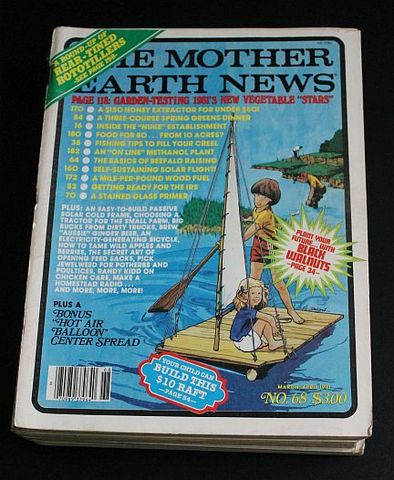 A ROUND-UP OF
REAR-TINED
ROTOTILLERS
SEE PAGE
THE MOTHER
EARTH NEWS
PAGE 118: GARDEN-TESTING 1981'S NEW VEGETABLE "STARS"
170 A $150 HONEY EXTRACTOR FOR UNDER $50!
84 A THREE-COURSE SPRING GREENS DINNER
16 INSIDE THE "NUKE" ESTABLISHMENT
180 FOOD FOR 80 . . . FROM 10 ACRES?
38 FISHING TIPS TO FILL YOUR CREEL
182 AN "ON LINE" METHANOL PLANT
64 THE BASICS OF BEEFALO RAISING
160 SELF-SUSTAINING SOLAR FLIGHT!
172 A MILE-PER-POUND WOOD FUEL
82 GETTING READY FOR THE IRS
70 A STAINED GLASS PRIMER
PLUS: AN EASY-TO-BUILD PASSIVE
SOLAR COLD FRAME, CHOOSING A
TRACTOR FOR THE SMALL FARM, BIG
BUCKS FROM DIRTY TRUCKS, BREW
"AUSSIE" GINGER BEER, AN
ELECTRICITY-GENERATING BICYCLE,
HOW TO TAME WILD APPLES AND
BERRIES, THE SECRET ART OF
OPENING FEED SACKS, PICK
JEWELWEED FOR POTHERBS AND
POULTICES, RANDY KIDD ON
CHICKEN CARE, MAKE A
HOMESTEAD RADIO . . .
AND MORE, MORE, MORE!
PLANT YOUR
FUTURE . . . WITH
BLACK
WALNUTS
PAGE 34
PLUS A
BONUS
"HOT AIR
BALLOON"
CENTER SPREAD
YOUR CHILD CAN
BUILD THIS
$10 RAFT
PAGE 54
MARCH/APRIL 1981
NO. 68 $3.00